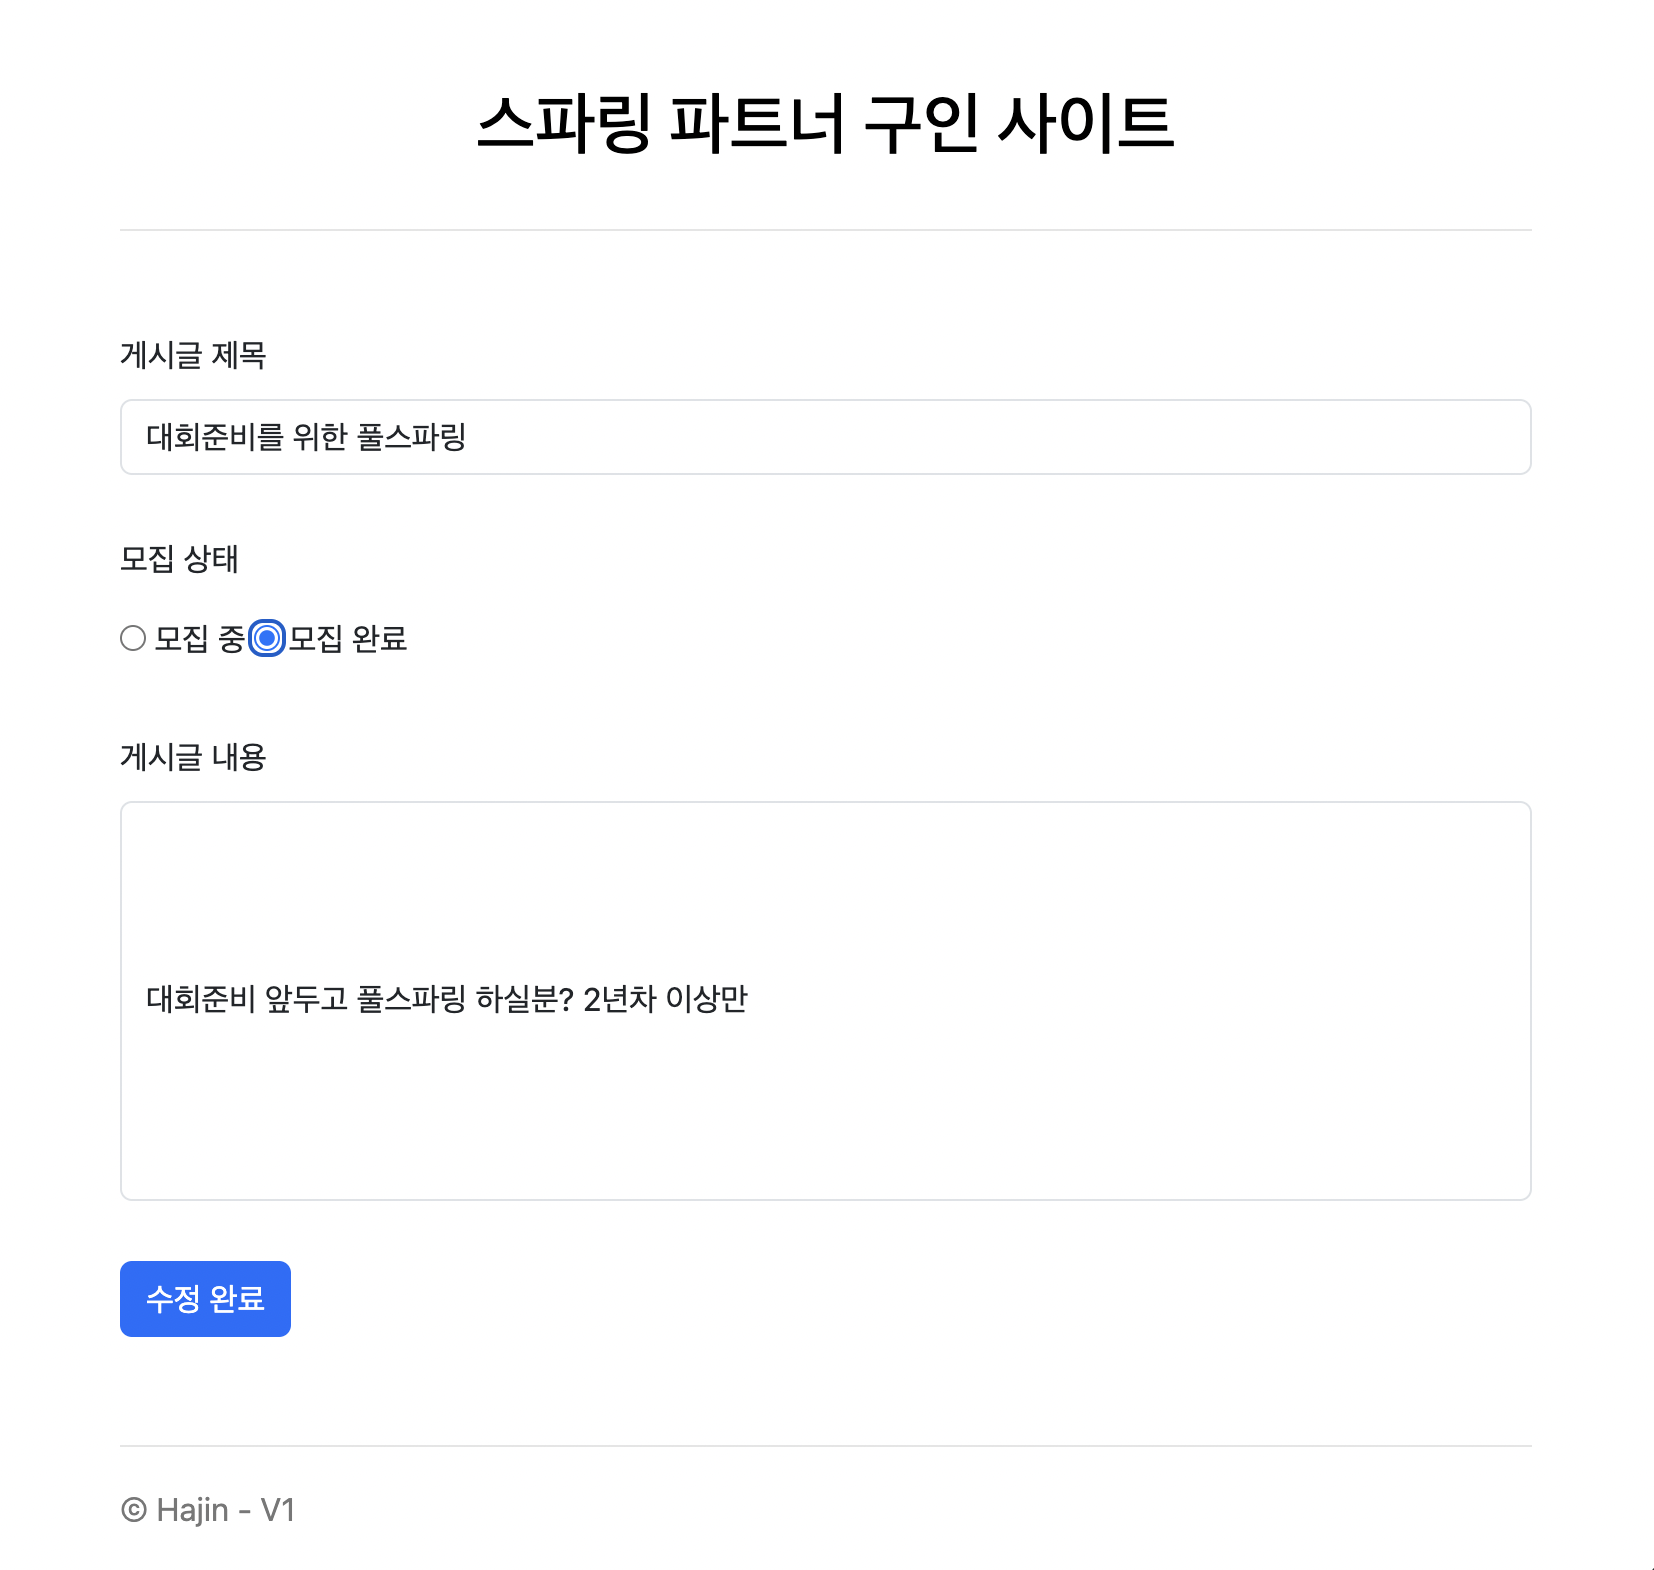 스파링 파트너 구인 사이트
게시글 제목
대회준비를 위한 풀스파링
모집 상태
모집 중 모집 완료
게시글 내용
대회준비 앞두고 풀스파링 하실분? 2년차 이상만
수정 완료
© Hajin - V1